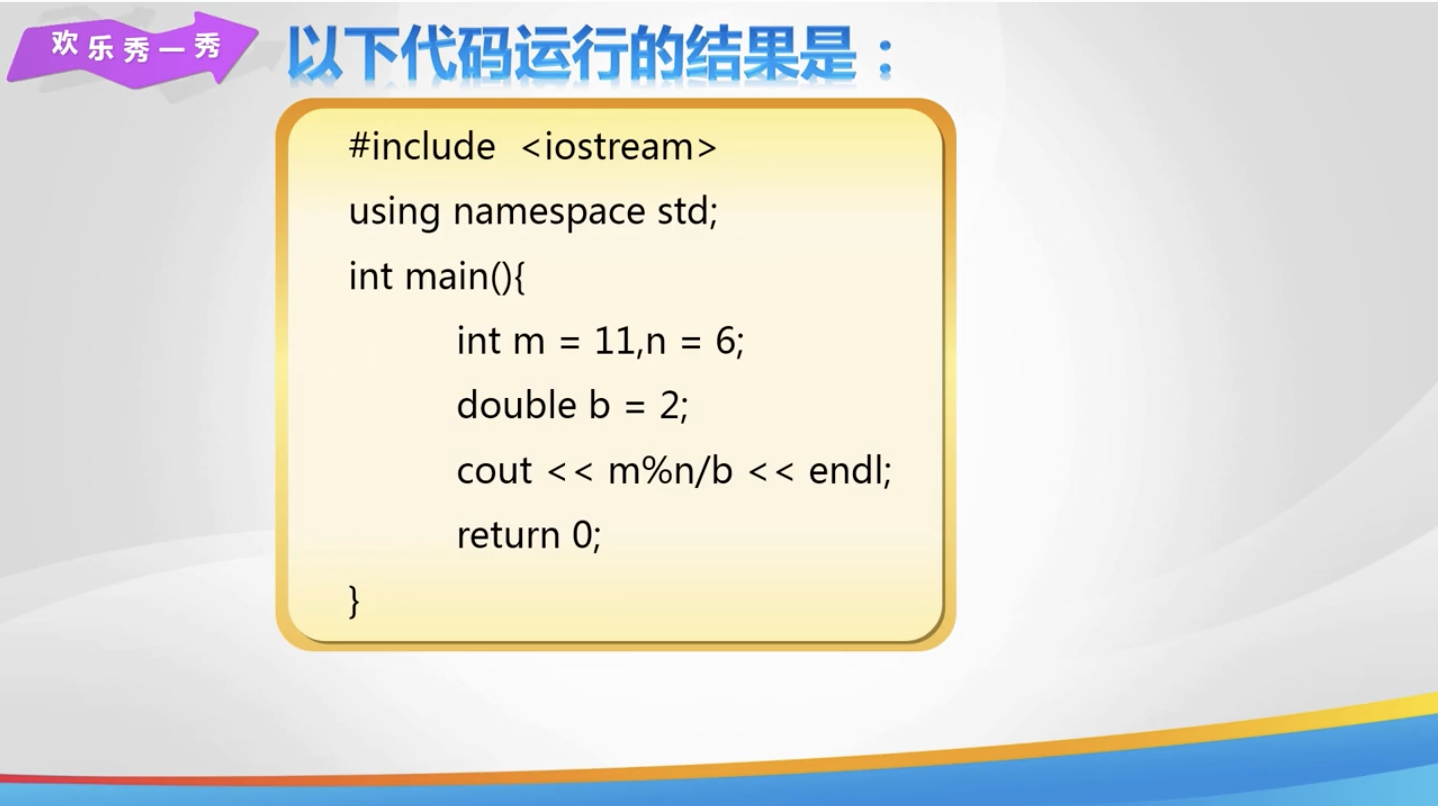 欢乐秀一秀
以下代码运行的结果是：
#include <iostream>
using namespace std;
int main(){
int m = 11,n = 6;
double b = 2;
cout << m%n/b << endl;
return 0;
}